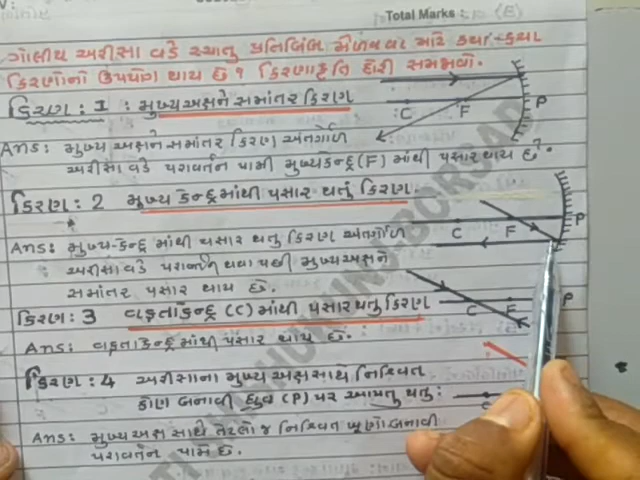 Total Marks :
ગોલીય અરીસા વડે રચાતુ પ્રતિબિંબ મેળવવા માટે કયા-કયા
કિરણોનો ઉપયોગ થાય છે ? કિરણાકૃતિ દોરી સમજાવો.
કિરણ : 1 : મુખ્ય અક્ષને સમાંતર કિરણ
C F P
Ans: મુખ્ય અક્ષને સમાંતર કિરણ અંતર્ગોળ
અરીસા વડે પરાવર્તન પામી મુખ્યકેન્દ્ર (F) માંથી પસાર થાય છે.
કિરણ : 2 મુખ્ય કેન્દ્રમાંથી પસાર થતું કિરણ.
C F P
Ans: મુખ્ય-કેન્દ્ર માંથી પસાર થતુ કિરણ અંતર્ગોળ
અરીસા વડે પરાવર્તન થયા પછી મુખ્ય અક્ષને
સમાંતર પસાર થાય છે.
કિરણ: 3 વક્રતાકેન્દ્ર (C) માંથી પસાર થતુ કિરણ
C F P
Ans: વક્રતાકેન્દ્ર માંથી પસાર થાય છે.
કિરણ : 4 અરીસાના મુખ્ય અક્ષ સાથે નિશ્ચિત
કોણ બનાવી ધ્રુવ (P) પર આપાત થતુ:
Ans: મુખ્ય અક્ષ સાથે તેટલો જ નિશ્ચિત ખૂણો બનાવી
પરાવર્તન પામે છે.